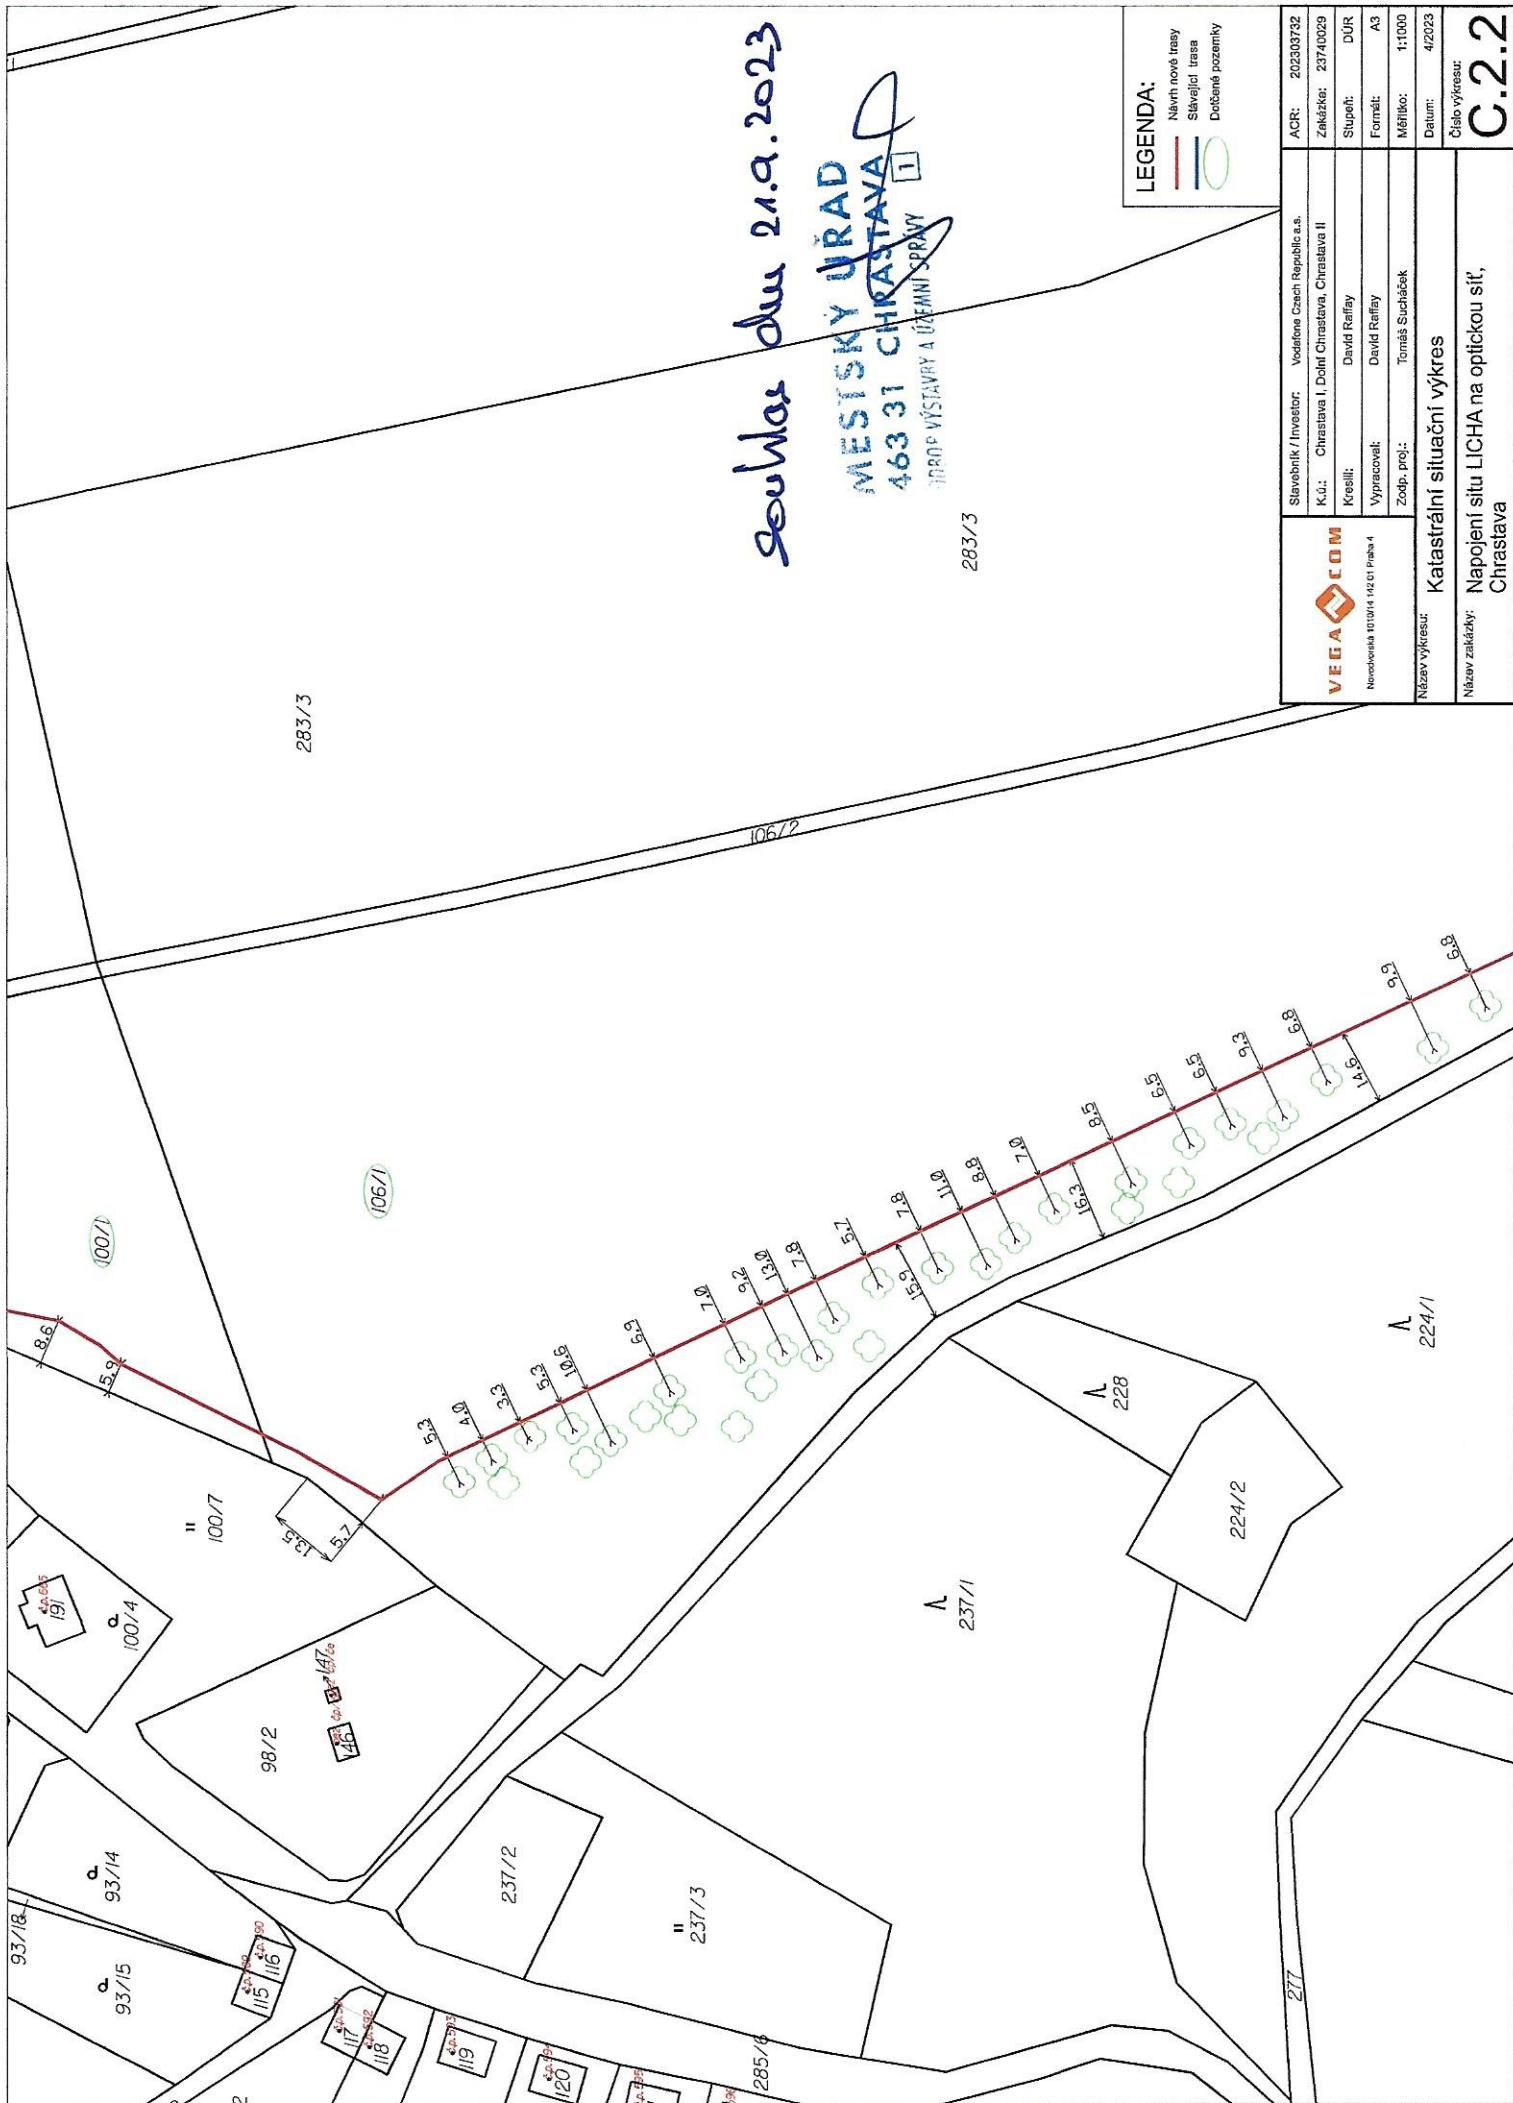 souhlas dne 21.9.2023
MĚSTSKÝ ÚŘAD
463 31 CHRASTAVA
ODBOR VÝSTAVBY A ÚZEMNÍ SPRÁVY
1
LEGENDA:
Návrh nové trasy
Stávající trasa
Dotčené pozemky
VEGACOM
Novodvorská 1010/14 142 01 Praha 4
Stavebník / Investor: Vodafone Czech Republic a.s.
K.ú.: Chrastava I, Dolní Chrastava, Chrastava II
Kreslil: David Raffay
Vypracoval: David Raffay
Zodp. proj.: Tomáš Sucháček
ACR: 202303732
Zakázka: 23740029
Stupeň: DÚR
Formát: A3
Měřítko: 1:1000
Datum: 4/2023
Číslo výkresu:
C.2.2
Název výkresu: Katastrální situační výkres
Název zakázky: Napojení situ LICHA na optickou síť,
Chrastava
283/3
283/3
106/2
100/1
106/1
8.6
5.9
13.5
5.7
5.3
4.0
3.3
5.3
10.6
6.9
7.0
9.2
13.0
7.8
5.7
15.9
7.8
11.0
8.8
7.0
16.3
8.5
6.5
6.5
9.3
6.8
14.6
9.9
6.8
100/7
č.p.665
191
100/4
98/2
146
147
93/18
93/14
93/15
115
116
117
118
č.p.593
119
120
č.p.595
237/2
237/3
285/6
237/1
228
224/2
224/1
277